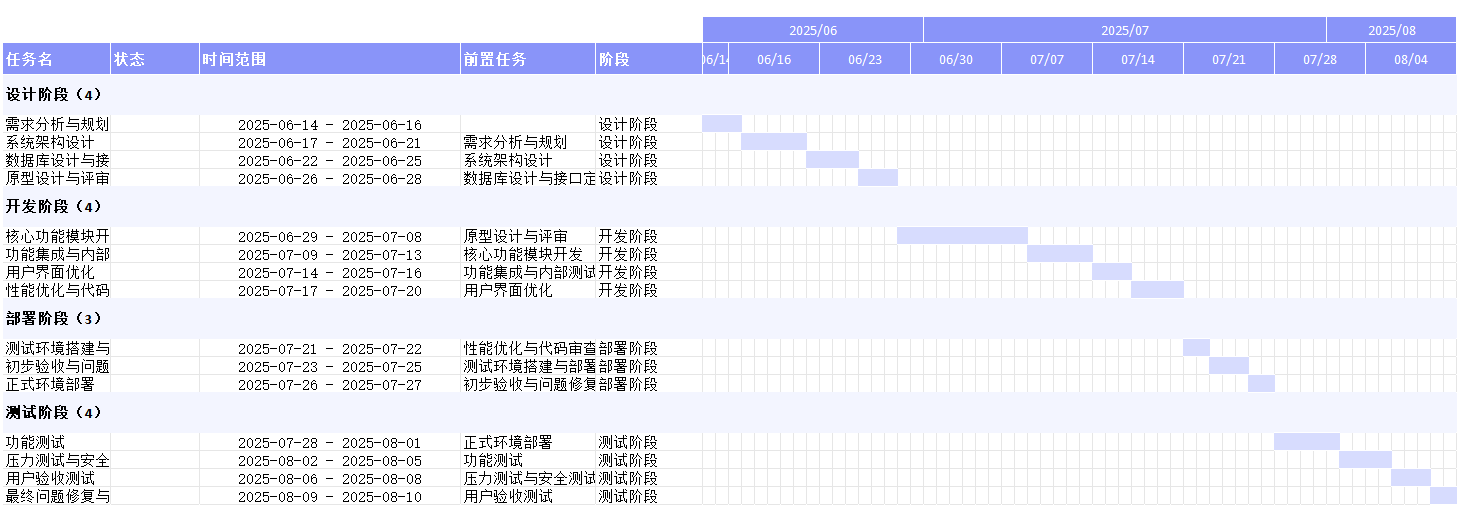 2025/06 2025/07 2025/08
任务名 状态 时间范围 前置任务 阶段 06/14 06/16 06/23 06/30 07/07 07/14 07/21 07/28 08/04
设计阶段（4）
需求分析与规划 2025-06-14 - 2025-06-16 设计阶段
系统架构设计 2025-06-17 - 2025-06-21 需求分析与规划 设计阶段
数据库设计与接 2025-06-22 - 2025-06-25 系统架构设计 设计阶段
原型设计与评审 2025-06-26 - 2025-06-28 数据库设计与接口定 设计阶段
开发阶段（4）
核心功能模块开 2025-06-29 - 2025-07-08 原型设计与评审 开发阶段
功能集成与内部 2025-07-09 - 2025-07-13 核心功能模块开发 开发阶段
用户界面优化 2025-07-14 - 2025-07-16 功能集成与内部测试 开发阶段
性能优化与代码 2025-07-17 - 2025-07-20 用户界面优化 开发阶段
部署阶段（3）
测试环境搭建与 2025-07-21 - 2025-07-22 性能优化与代码审查 部署阶段
初步验收与问题 2025-07-23 - 2025-07-25 测试环境搭建与部署 部署阶段
正式环境部署 2025-07-26 - 2025-07-27 初步验收与问题修复 部署阶段
测试阶段（4）
功能测试 2025-07-28 - 2025-08-01 正式环境部署 测试阶段
压力测试与安全 2025-08-02 - 2025-08-05 功能测试 测试阶段
用户验收测试 2025-08-06 - 2025-08-08 压力测试与安全测试 测试阶段
最终问题修复与 2025-08-09 - 2025-08-10 用户验收测试 测试阶段